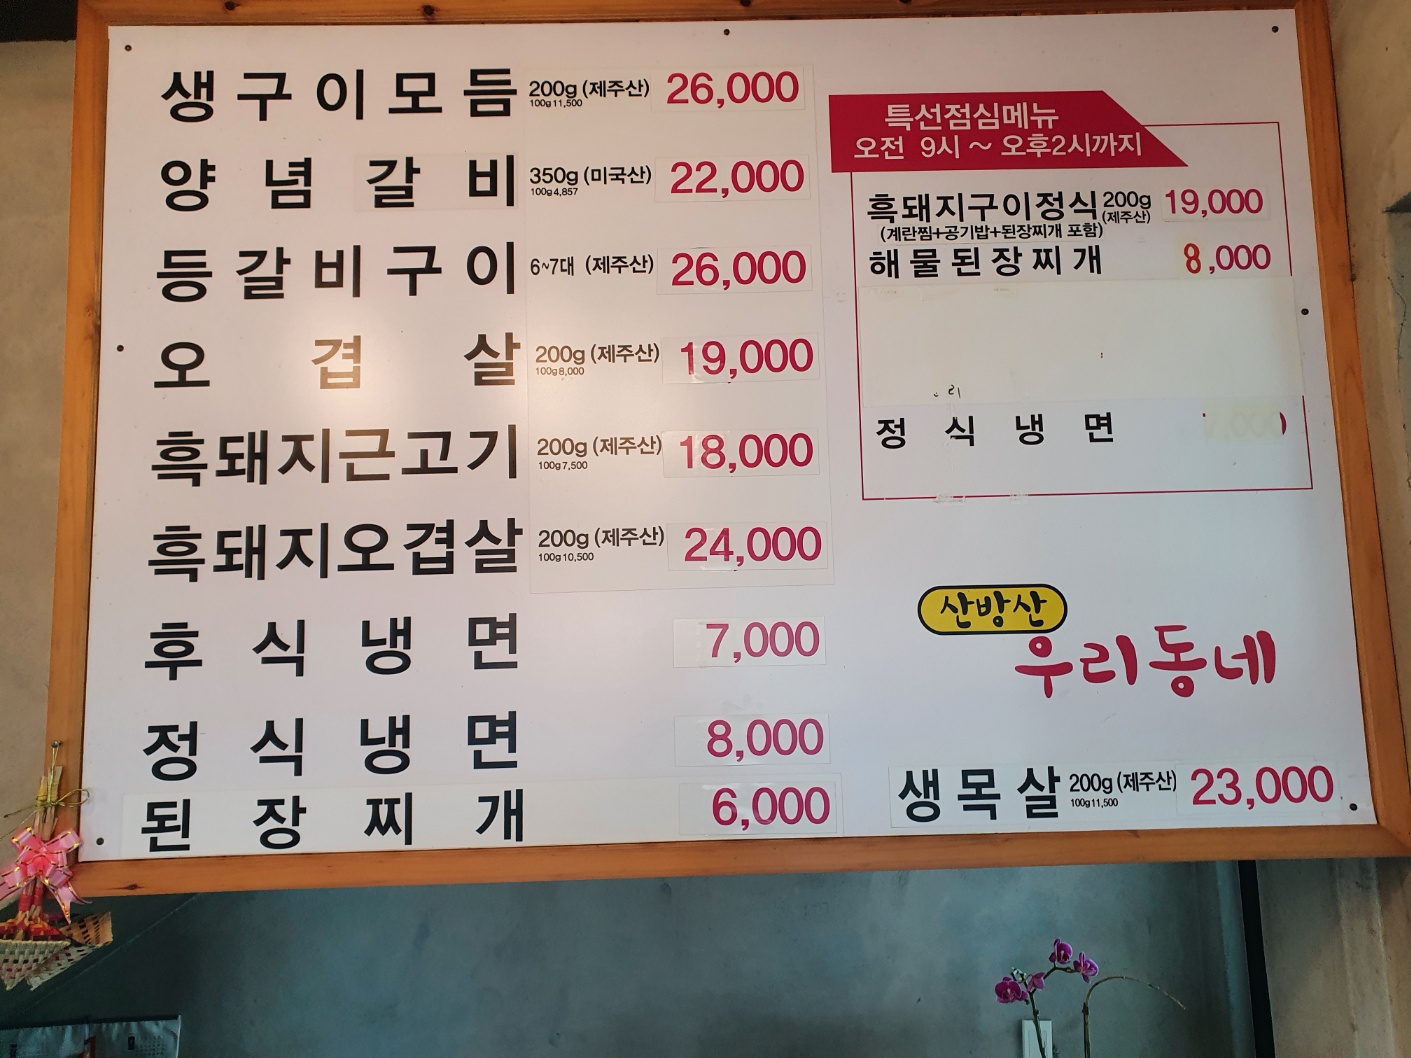 생구이모듬 200g (제주산) 26,000
100g 11,500
양념갈비 350g (미국산) 22,000
100g 4,857
등갈비구이 6~7대 (제주산) 26,000
오겹살 200g (제주산) 19,000
100g 8,000
흑돼지근고기 200g (제주산) 18,000
100g 7,500
흑돼지오겹살 200g (제주산) 24,000
100g 10,500
후식냉면 7,000
정식냉면 8,000
된장찌개 6,000
특선점심메뉴
오전 9시 ~ 오후2시까지
흑돼지구이정식 200g (제주산) 19,000
(계란찜+공기밥+된장찌개 포함)
해물된장찌개 8,000
정식냉면
산방산
우리동네
생목살 200g (제주산) 23,000
100g 11,500